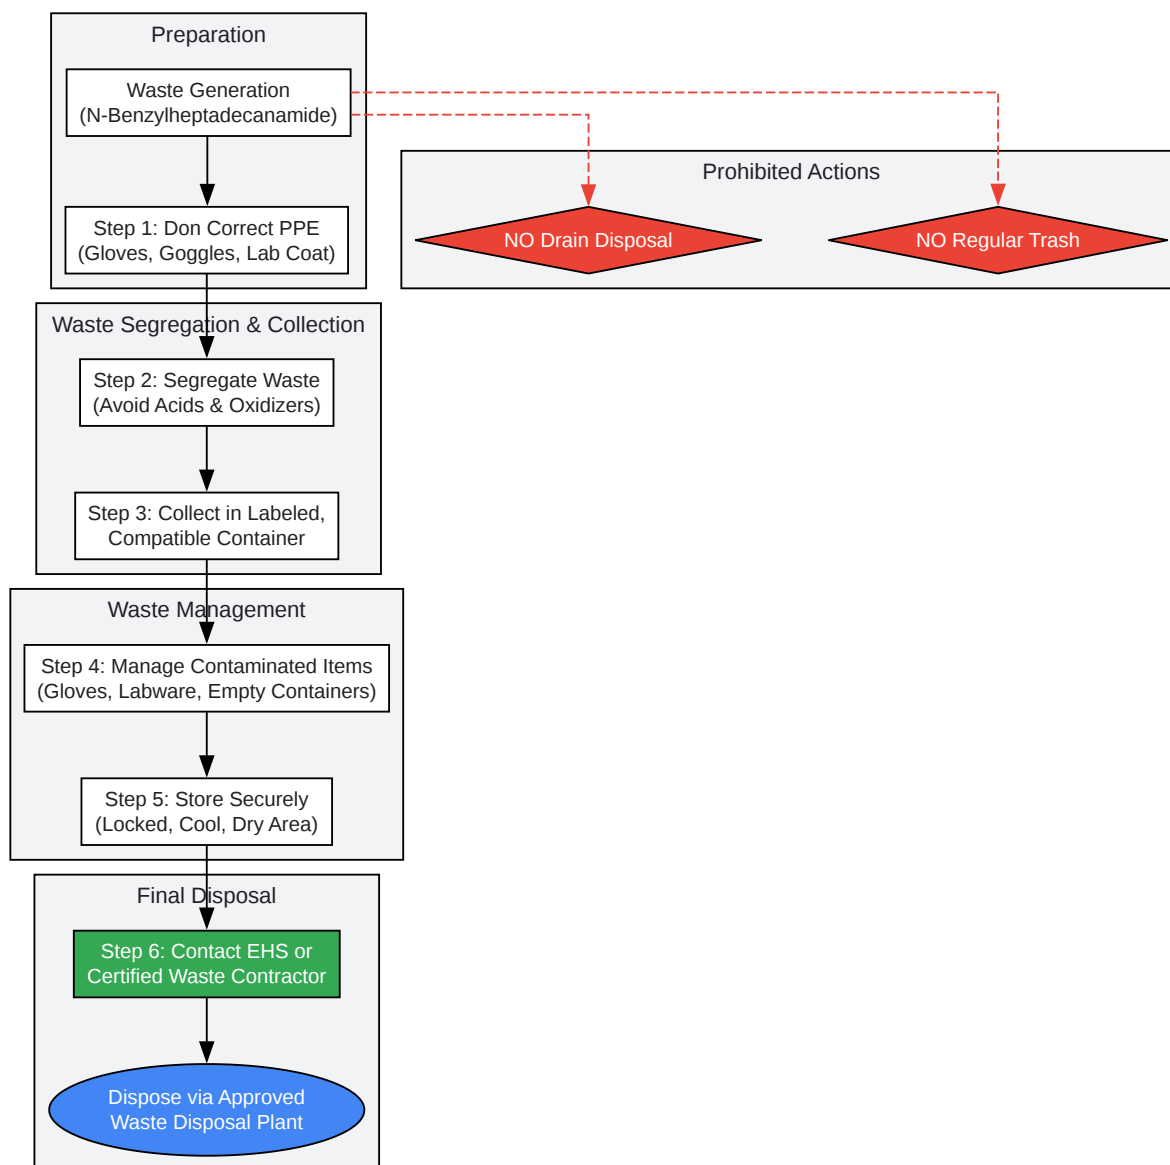 Preparation
Waste Generation
(N-Benzylheptadecanamide)
Step 1: Don Correct PPE
(Gloves, Goggles, Lab Coat)
Prohibited Actions
NO Drain Disposal
NO Regular Trash
Waste Segregation & Collection
Step 2: Segregate Waste
(Avoid Acids & Oxidizers)
Step 3: Collect in Labeled,
Compatible Container
Waste Management
Step 4: Manage Contaminated Items
(Gloves, Labware, Empty Containers)
Step 5: Store Securely
(Locked, Cool, Dry Area)
Final Disposal
Step 6: Contact EHS or
Certified Waste Contractor
Dispose via Approved
Waste Disposal Plant